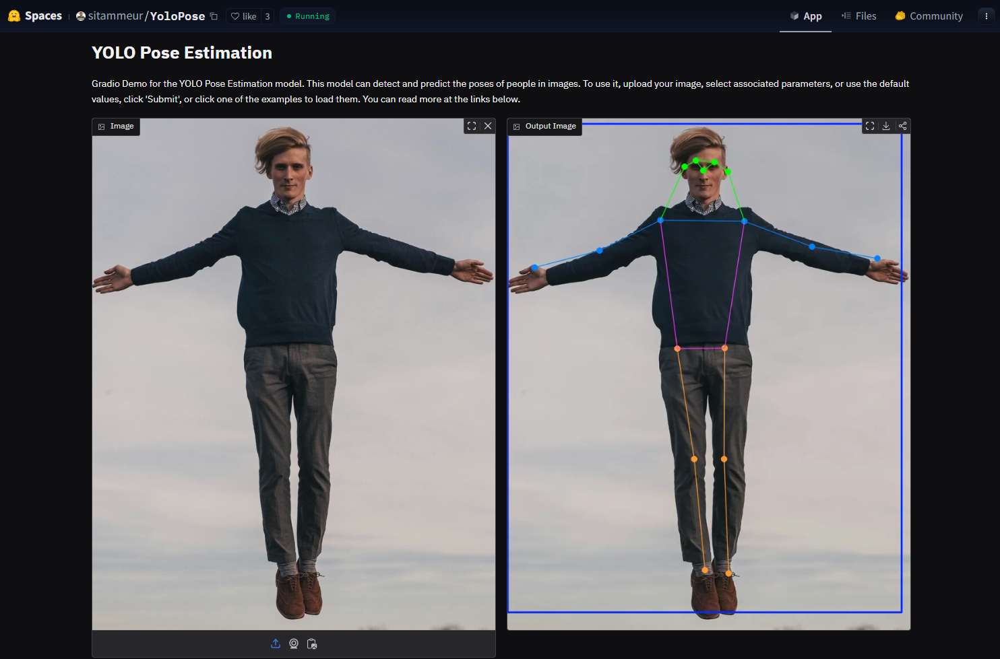 Spaces sitammeur/YoloPose like 3 Running App Files Community
YOLO Pose Estimation
Gradio Demo for the YOLO Pose Estimation model. This model can detect and predict the poses of people in images. To use it, upload your image, select associated parameters, or use the default
values, click 'Submit', or click one of the examples to load them. You can read more at the links below.
Image
Output Image